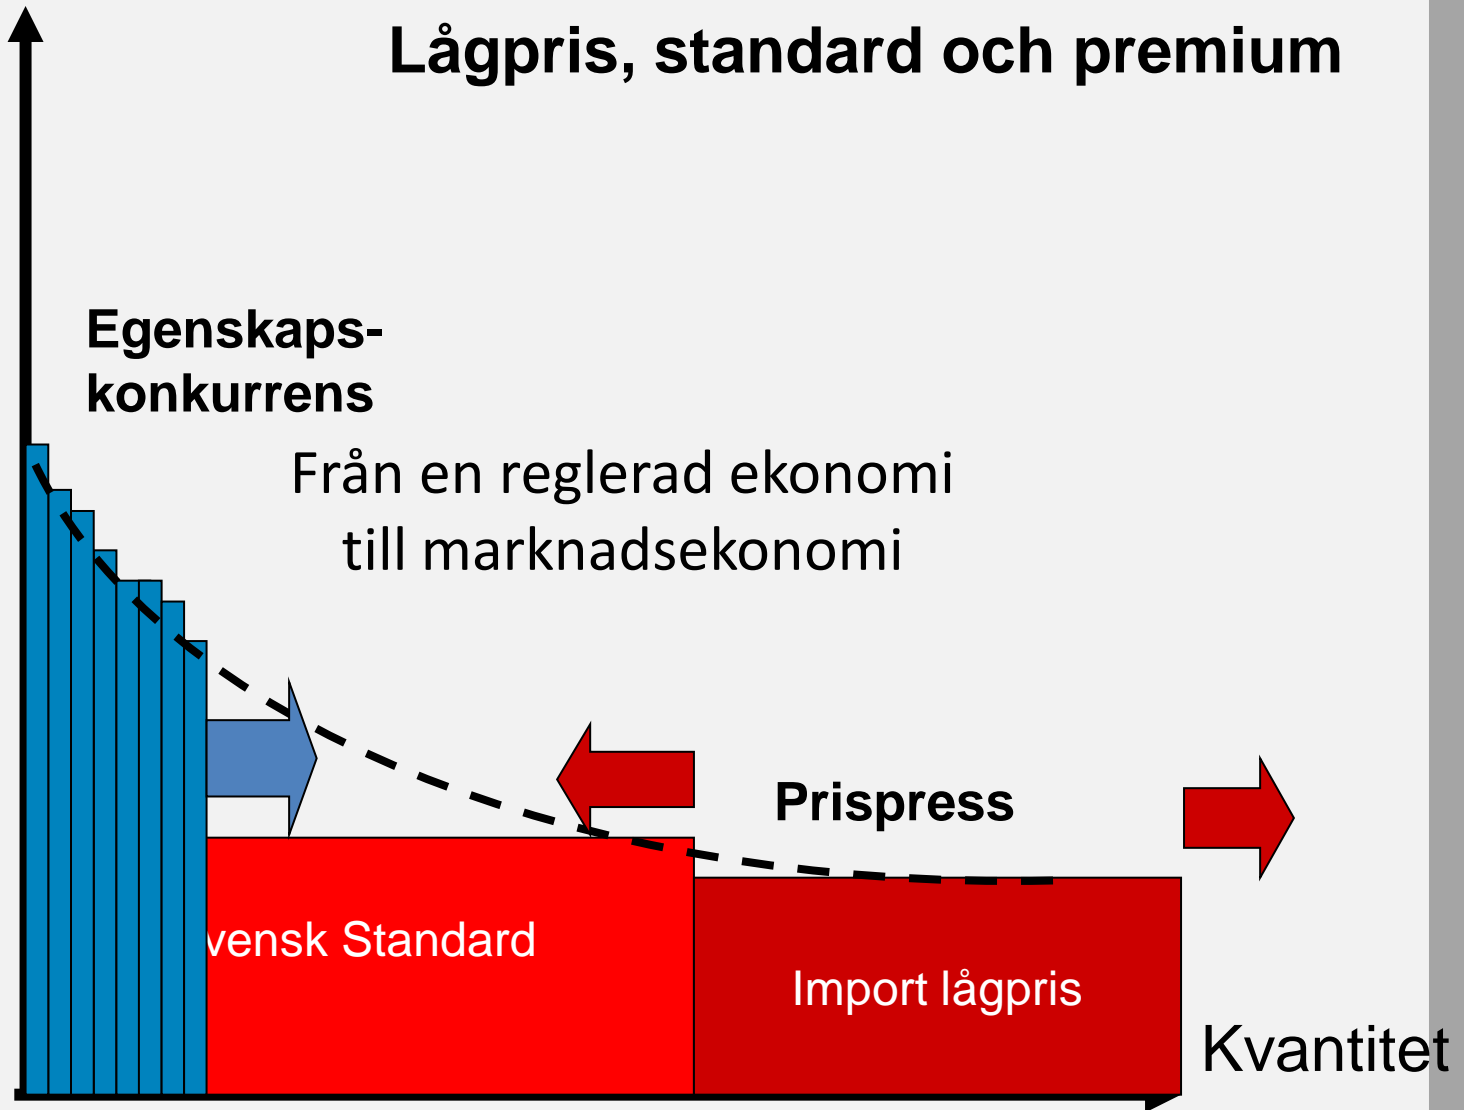 Lågpris, standard och premium
Egenskaps-
konkurrens
Från en reglerad ekonomi
till marknadsekonomi
Prispress
vensk Standard
Import lågpris
Kvantitet